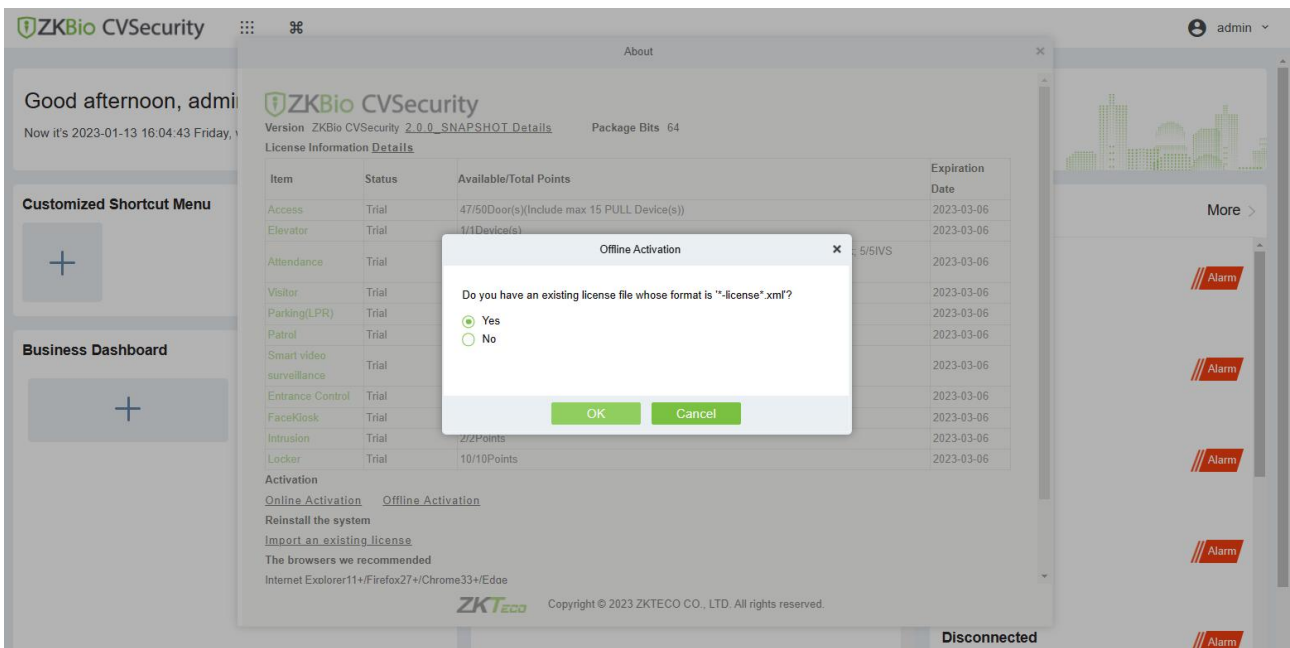 ZKBio CVSecurity
admin
About
Good afternoon, admi
Now it's 2023-01-13 16:04:43 Friday,
ZKBio CVSecurity
Version ZKBio CVSecurity 2.0.0_SNAPSHOT Details Package Bits 64
License Information Details
Item Status Available/Total Points Expiration Date
Access Trial 47/50Door(s)(Include max 15 PULL Device(s)) 2023-03-06
Elevator Trial 1/1Device(s) 2023-03-06
Attendance Trial 5/5IVS 2023-03-06
Visitor Trial 2023-03-06
Parking(LPR) Trial 2023-03-06
Patrol Trial 2023-03-06
Smart video surveillance Trial 2023-03-06
Entrance Control Trial 2023-03-06
FaceKiosk Trial 2023-03-06
Intrusion Trial 2/2Points 2023-03-06
Locker Trial 10/10Points 2023-03-06
Activation
Online Activation Offline Activation
Reinstall the system
Import an existing license
The browsers we recommended
Internet Explorer11+/Firefox27+/Chrome33+/Edge
ZKTECO Copyright © 2023 ZKTECO CO., LTD. All rights reserved.
Offline Activation
Do you have an existing license file whose format is '*-license*.xml'?
Yes
No
OK Cancel
Customized Shortcut Menu
Business Dashboard
More
Alarm
Alarm
Alarm
Alarm
Disconnected
Alarm